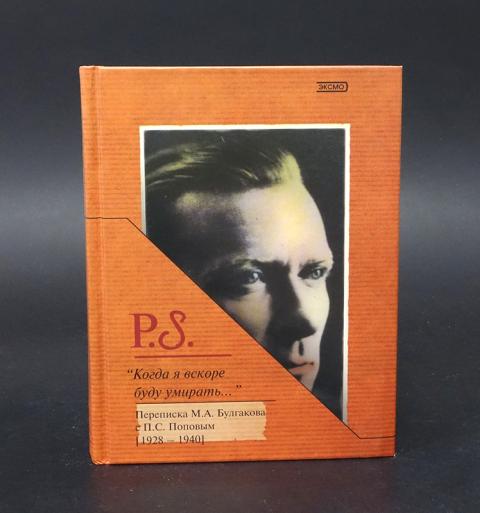 ЭКСМО
P.S.
“Когда я вскоре
буду умирать...”
Переписка М.А. Булгакова
с П.С. Поповым
[1928 – 1940]